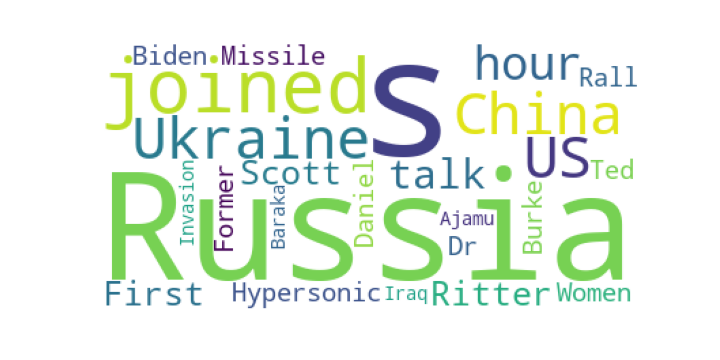 Biden Missile
joined s hour
Rall
China
Ukraine US
Scott talk Ted
Invasion
Former
Baraka
Daniel
Burke
Russia
Ajamu
Dr
First Hypersonic Iraq Ritter Women